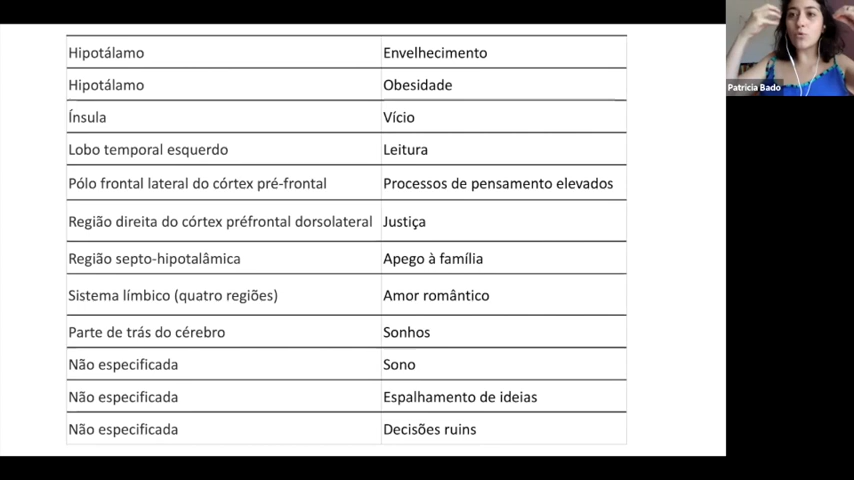 Hipotálamo Envelhecimento
Hipotálamo Obesidade
Ínsula Vício
Lobo temporal esquerdo Leitura
Pólo frontal lateral do córtex pré-frontal Processos de pensamento elevados
Região direita do córtex préfrontal dorsolateral Justiça
Região septo-hipotalâmica Apego à família
Sistema límbico (quatro regiões) Amor romântico
Parte de trás do cérebro Sonhos
Não especificada Sono
Não especificada Espalhamento de ideias
Não especificada Decisões ruins
Patricia Bado